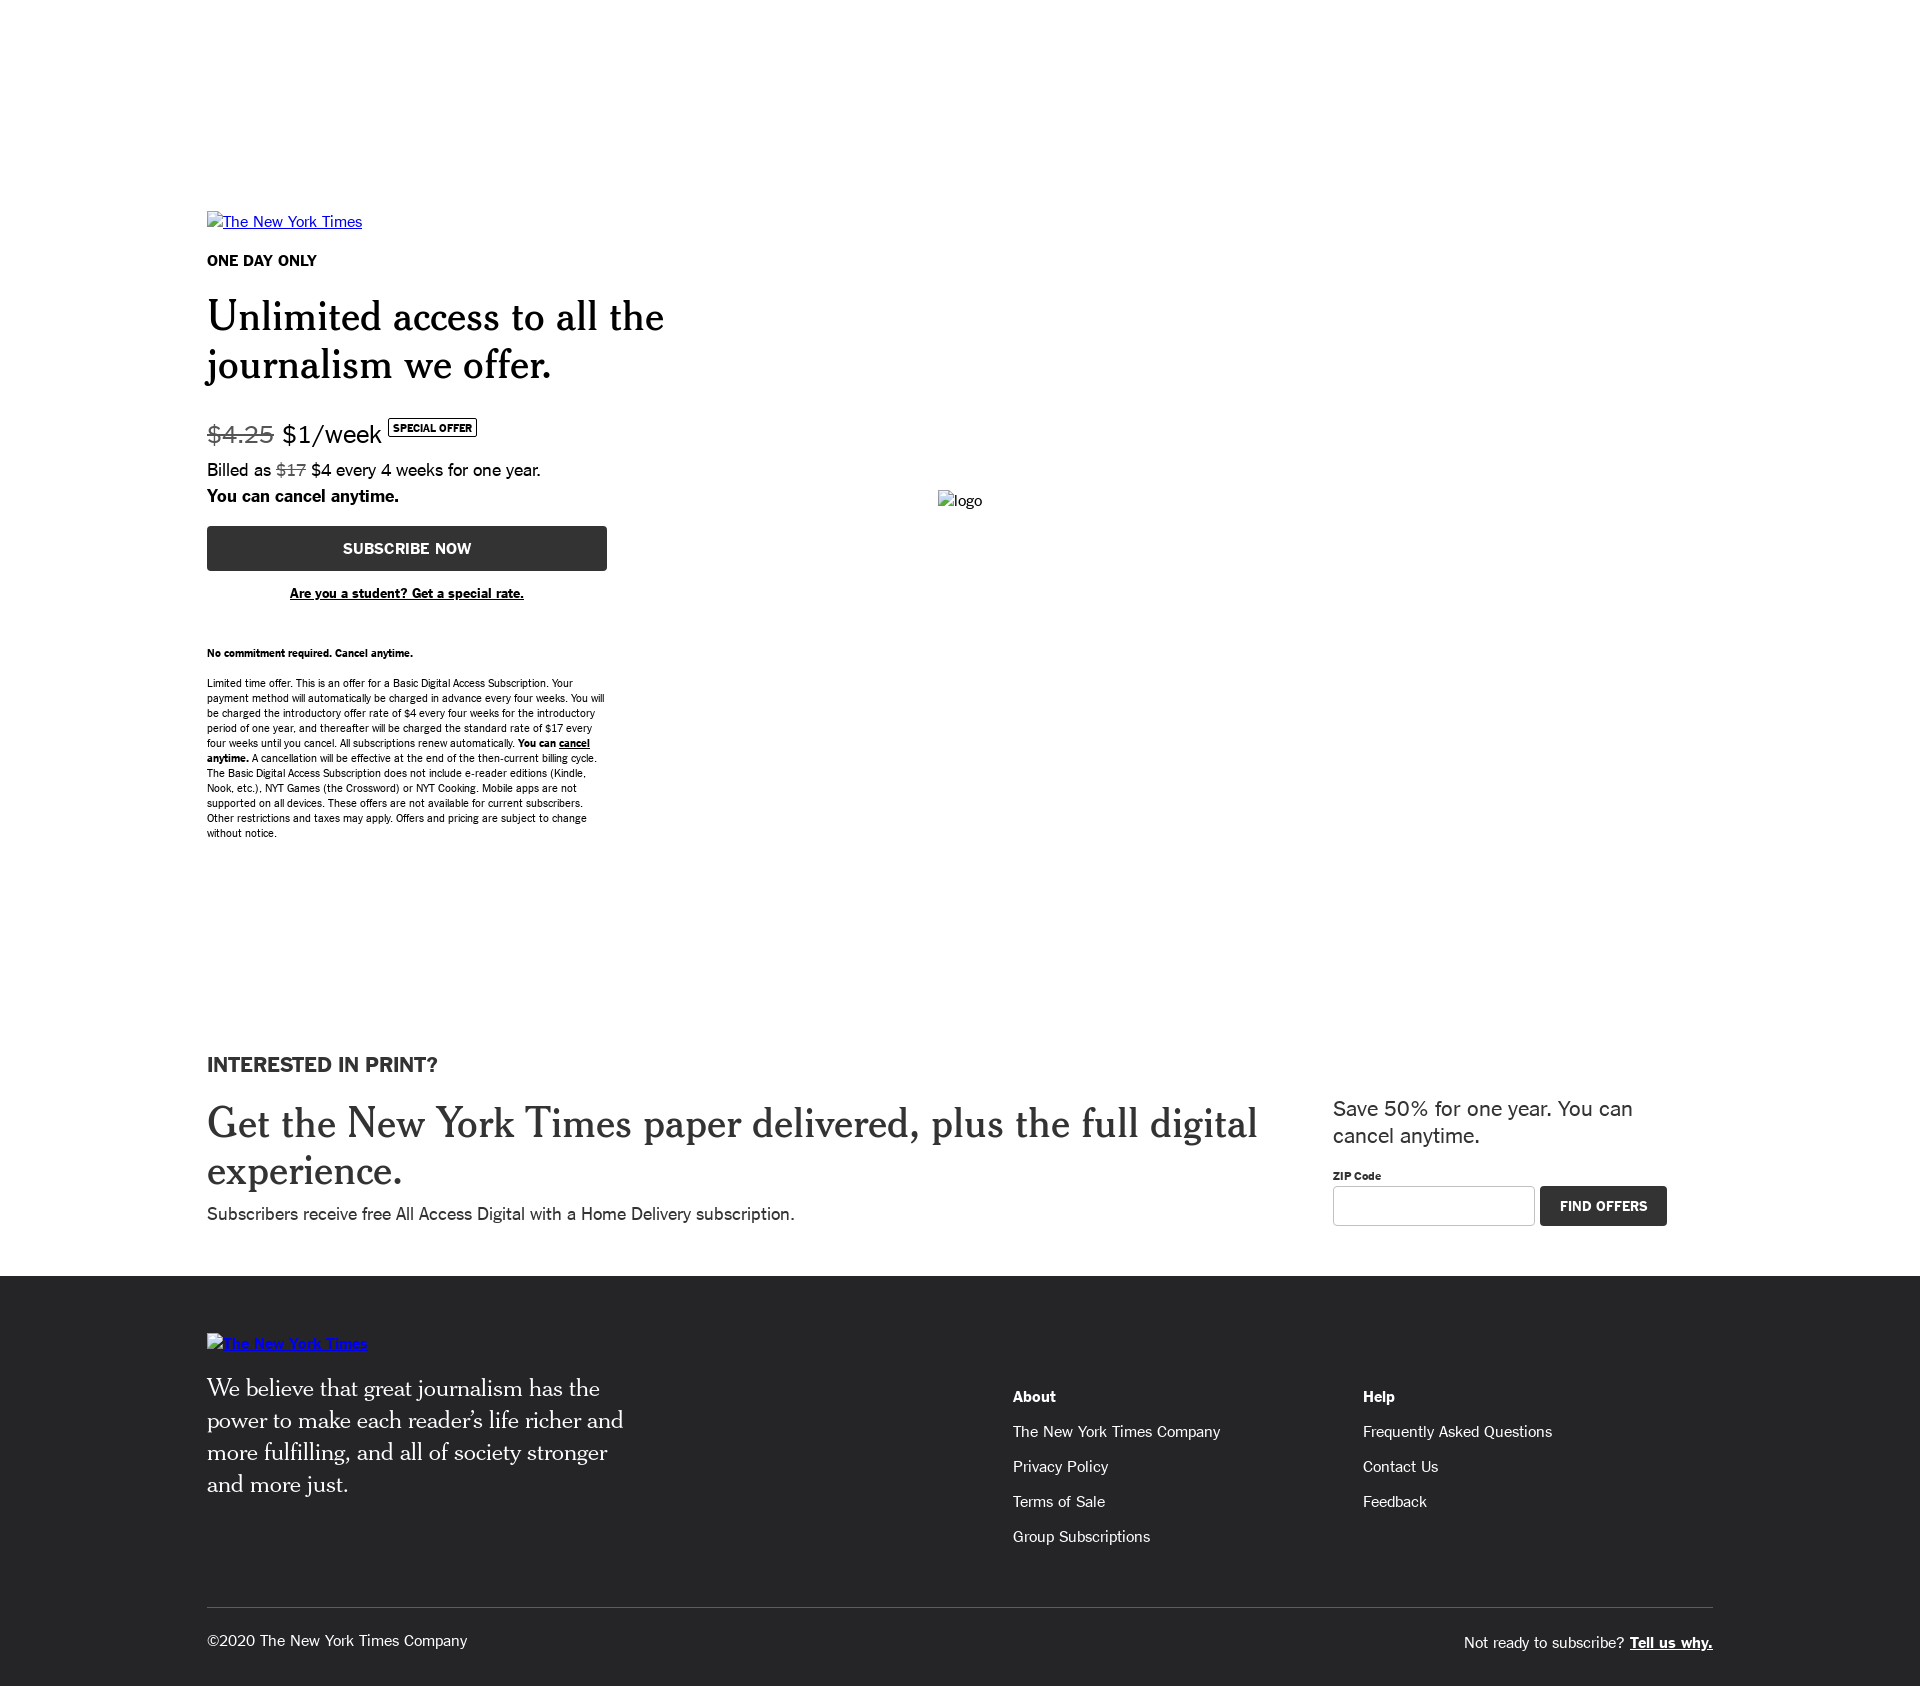 The New York Times
ONE DAY ONLY
Unlimited access to all the
journalism we offer.
$4.25 $1/week SPECIAL OFFER
Billed as $17 $4 every 4 weeks for one year.
You can cancel anytime.
SUBSCRIBE NOW
Are you a student? Get a special rate.
logo
No commitment required. Cancel anytime.
Limited time offer. This is an offer for a Basic Digital Access Subscription. Your
payment method will automatically be charged in advance every four weeks. You will
be charged the introductory offer rate of $4 every four weeks for the introductory
period of one year, and thereafter will be charged the standard rate of $17 every
four weeks until you cancel. All subscriptions renew automatically. You can cancel
anytime. A cancellation will be effective at the end of the then-current billing cycle.
The Basic Digital Access Subscription does not include e-reader editions (Kindle,
Nook, etc.), NYT Games (the Crossword) or NYT Cooking. Mobile apps are not
supported on all devices. These offers are not available for current subscribers.
Other restrictions and taxes may apply. Offers and pricing are subject to change
without notice.
INTERESTED IN PRINT?
Get the New York Times paper delivered, plus the full digital
experience.
Subscribers receive free All Access Digital with a Home Delivery subscription.
Save 50% for one year. You can
cancel anytime.
ZIP Code
FIND OFFERS
The New York Times
We believe that great journalism has the
power to make each reader’s life richer and
more fulfilling, and all of society stronger
and more just.
About
The New York Times Company
Privacy Policy
Terms of Sale
Group Subscriptions
Help
Frequently Asked Questions
Contact Us
Feedback
©2020 The New York Times Company
Not ready to subscribe? Tell us why.